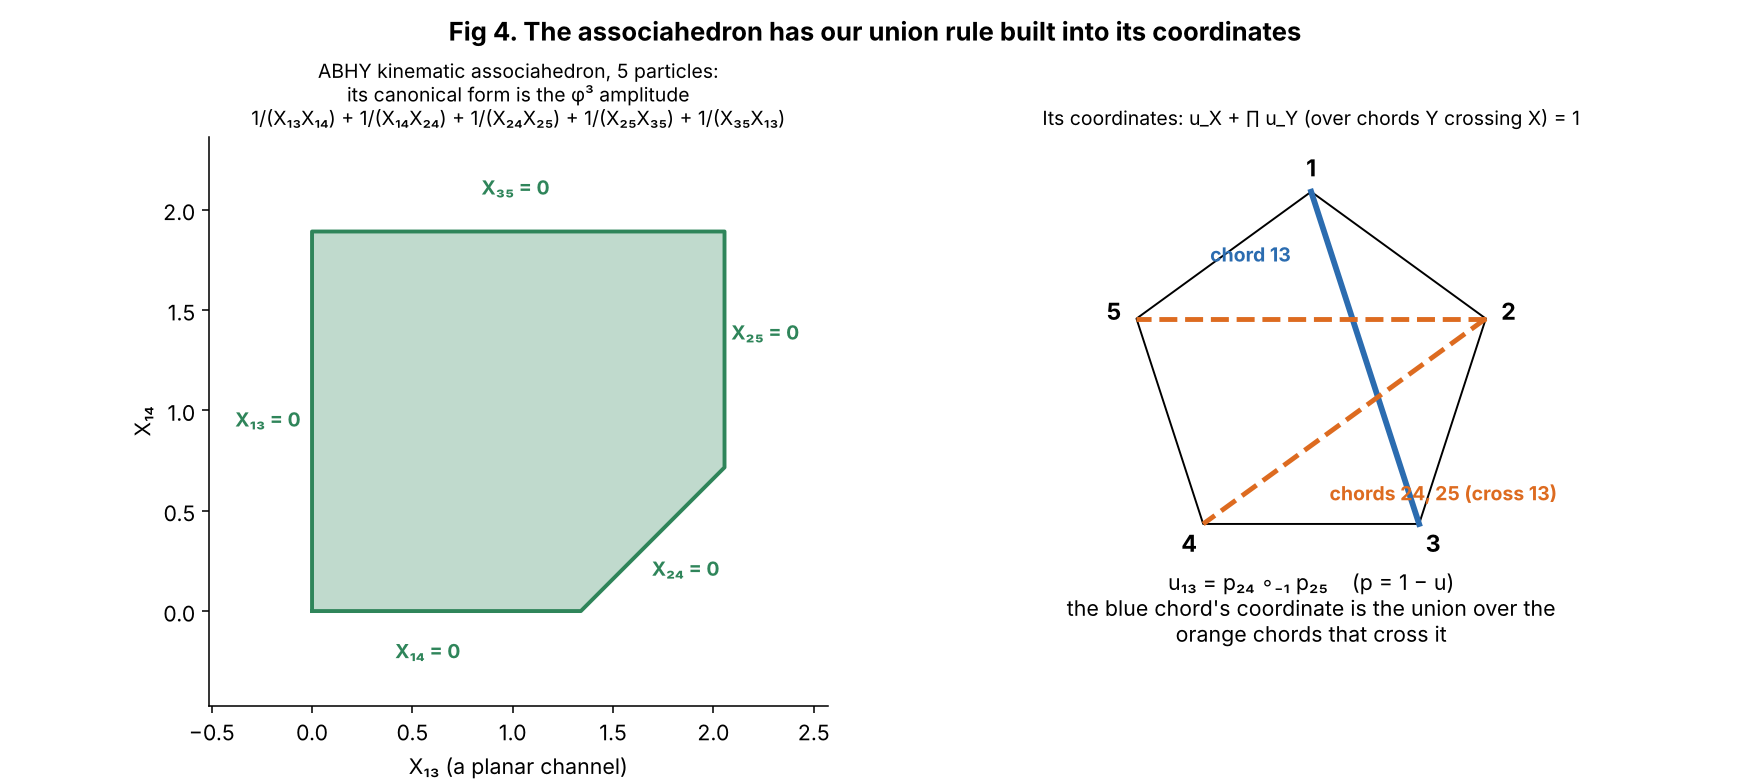 Fig 4. The associahedron has our union rule built into its coordinates
ABHY kinematic associahedron, 5 particles:
its canonical form is the φ³ amplitude
1/(X₁₃X₁₄) + 1/(X₁₄X₂₄) + 1/(X₂₄X₂₅) + 1/(X₂₅X₃₅) + 1/(X₃₅X₁₃)
X₃₅ = 0
X₂₅ = 0
X₁₃ = 0
X₂₄ = 0
X₁₄ = 0
2.0
1.5
1.0
0.5
0.0
X₁₄
−0.5 0.0 0.5 1.0 1.5 2.0 2.5
X₁₃ (a planar channel)
Its coordinates: u_X + ∏ u_Y (over chords Y crossing X) = 1
1
chord 13
5
2
chords 24, 25 (cross 13)
4
3
u₁₃ = p₂₄ ∘₋₁ p₂₅ (p = 1 − u)
the blue chord's coordinate is the union over the
orange chords that cross it